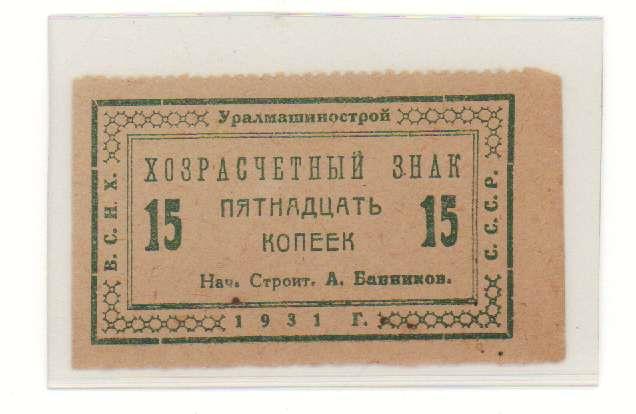 Уралмашинострой
В. С. Н. Х.
ХОЗРАСЧЕТНЫЙ ЗНАК
15 ПЯТНАДЦАТЬ 15
КОПЕЕК
Нач. Строит. А. Банников.
С. С. С. Р.
1931 Г.